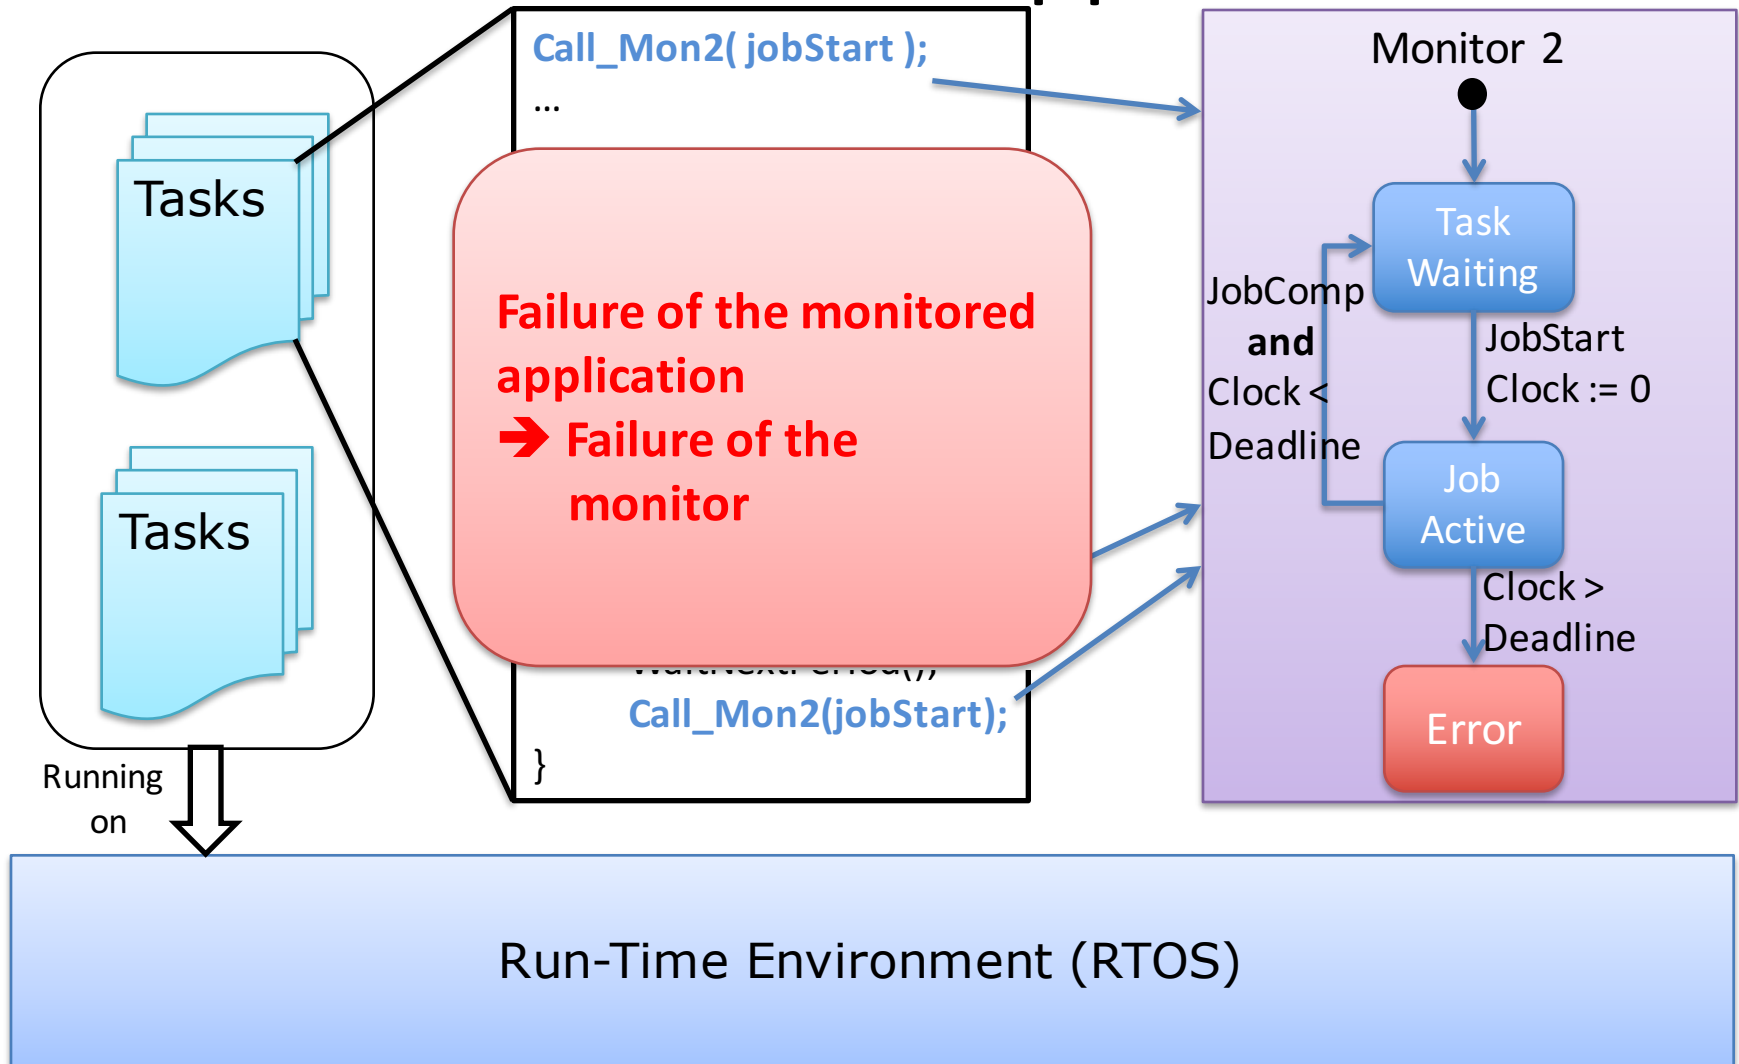 Call_Mon2( jobStart );
...
Tasks
Tasks
Failure of the monitored
application
➔ Failure of the
monitor
Call_Mon2(jobStart);
}
Monitor 2
Task
Waiting
JobComp
and
Clock <
Deadline
JobStart
Clock := 0
Job
Active
Clock >
Deadline
Error
Running
on
Run-Time Environment (RTOS)